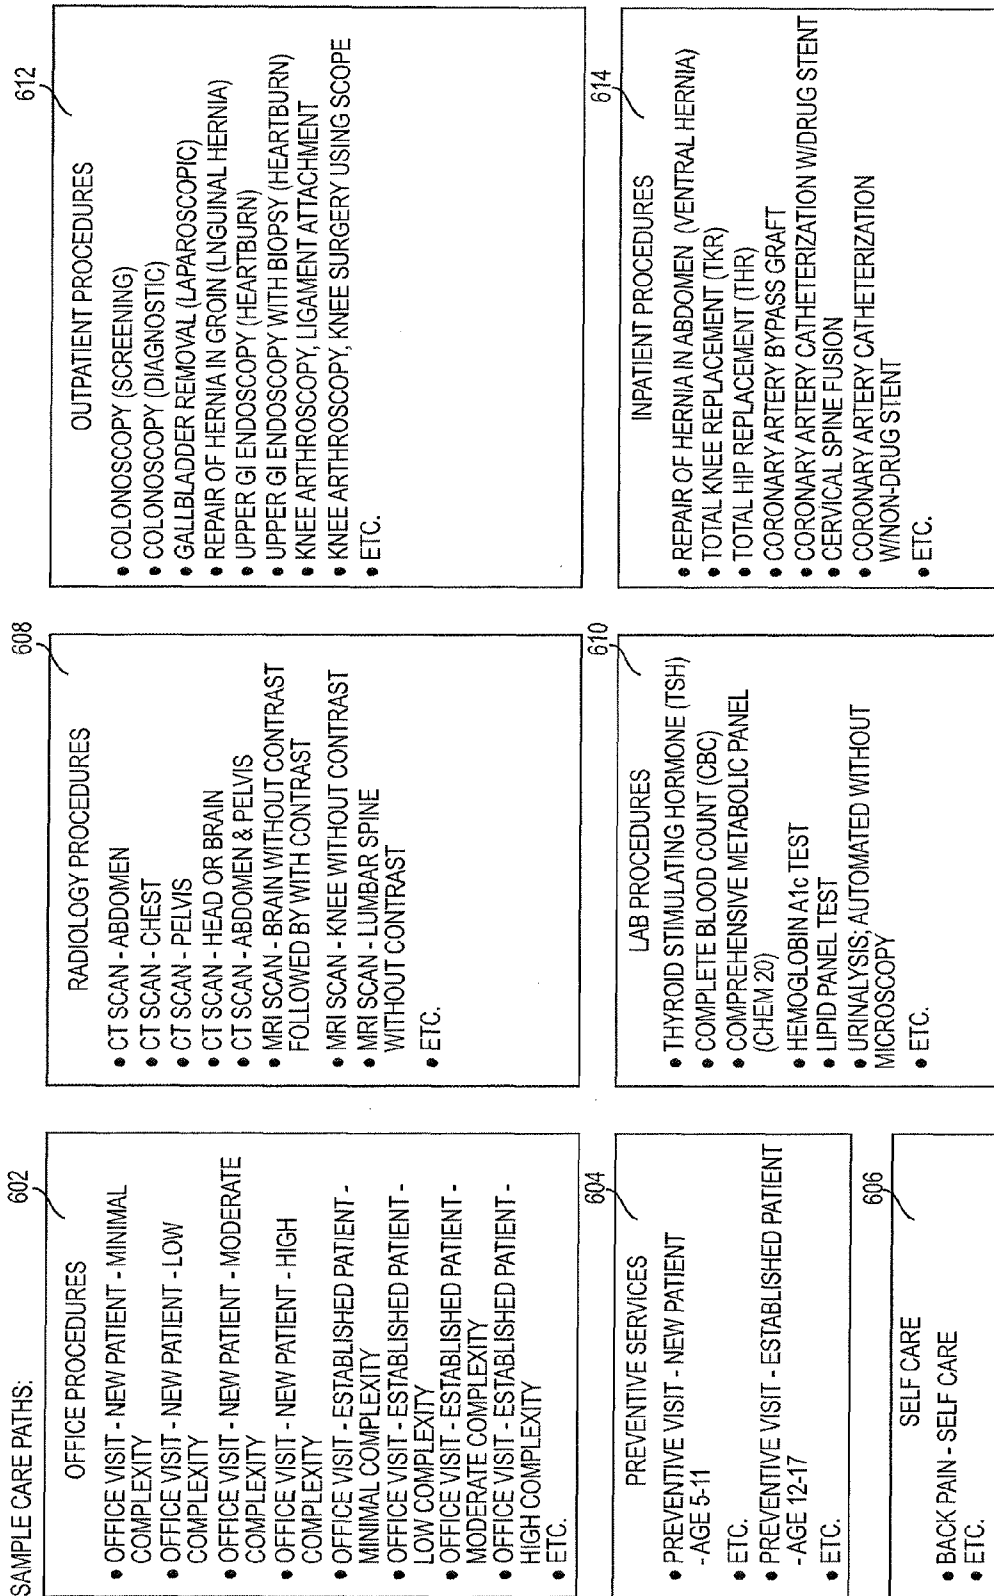 SAMPLE CARE PATHS:
602
OFFICE PROCEDURES
• OFFICE VISIT - NEW PATIENT - MINIMAL
COMPLEXITY
• OFFICE VISIT - NEW PATIENT - LOW
COMPLEXITY
• OFFICE VISIT - NEW PATIENT - MODERATE
COMPLEXITY
• OFFICE VISIT - NEW PATIENT - HIGH
COMPLEXITY
• OFFICE VISIT - ESTABLISHED PATIENT -
MINIMAL COMPLEXITY
• OFFICE VISIT - ESTABLISHED PATIENT -
LOW COMPLEXITY
• OFFICE VISIT - ESTABLISHED PATIENT -
MODERATE COMPLEXITY
• OFFICE VISIT - ESTABLISHED PATIENT -
HIGH COMPLEXITY
• ETC.
604
PREVENTIVE SERVICES
• PREVENTIVE VISIT - NEW PATIENT
- AGE 5-11
• ETC.
• PREVENTIVE VISIT - ESTABLISHED PATIENT
- AGE 12-17
• ETC.
606
SELF CARE
• BACK PAIN - SELF CARE
• ETC.
608
RADIOLOGY PROCEDURES
• CT SCAN - ABDOMEN
• CT SCAN - CHEST
• CT SCAN - PELVIS
• CT SCAN - HEAD OR BRAIN
• CT SCAN - ABDOMEN & PELVIS
• MRI SCAN - BRAIN WITHOUT CONTRAST
FOLLOWED BY WITH CONTRAST
• MRI SCAN - KNEE WITHOUT CONTRAST
• MRI SCAN - LUMBAR SPINE
WITHOUT CONTRAST
• ETC.
610
LAB PROCEDURES
• THYROID STIMULATING HORMONE (TSH)
• COMPLETE BLOOD COUNT (CBC)
• COMPREHENSIVE METABOLIC PANEL
(CHEM 20)
• HEMOGLOBIN A1c TEST
• LIPID PANEL TEST
• URINALYSIS; AUTOMATED WITHOUT
MICROSCOPY
• ETC.
612
OUTPATIENT PROCEDURES
• COLONOSCOPY (SCREENING)
• COLONOSCOPY (DIAGNOSTIC)
• GALLBLADDER REMOVAL (LAPAROSCOPIC)
• REPAIR OF HERNIA IN GROIN (LNGUINAL HERNIA)
• UPPER GI ENDOSCOPY (HEARTBURN)
• UPPER GI ENDOSCOPY WITH BIOPSY (HEARTBURN)
• KNEE ARTHROSCOPY, LIGAMENT ATTACHMENT
• KNEE ARTHROSCOPY, KNEE SURGERY USING SCOPE
• ETC.
614
INPATIENT PROCEDURES
• REPAIR OF HERNIA IN ABDOMEN (VENTRAL HERNIA)
• TOTAL KNEE REPLACEMENT (TKR)
• TOTAL HIP REPLACEMENT (THR)
• CORONARY ARTERY BYPASS GRAFT
• CORONARY ARTERY CATHETERIZATION W/DRUG STENT
• CERVICAL SPINE FUSION
• CORONARY ARTERY CATHETERIZATION
W/NON-DRUG STENT
• ETC.